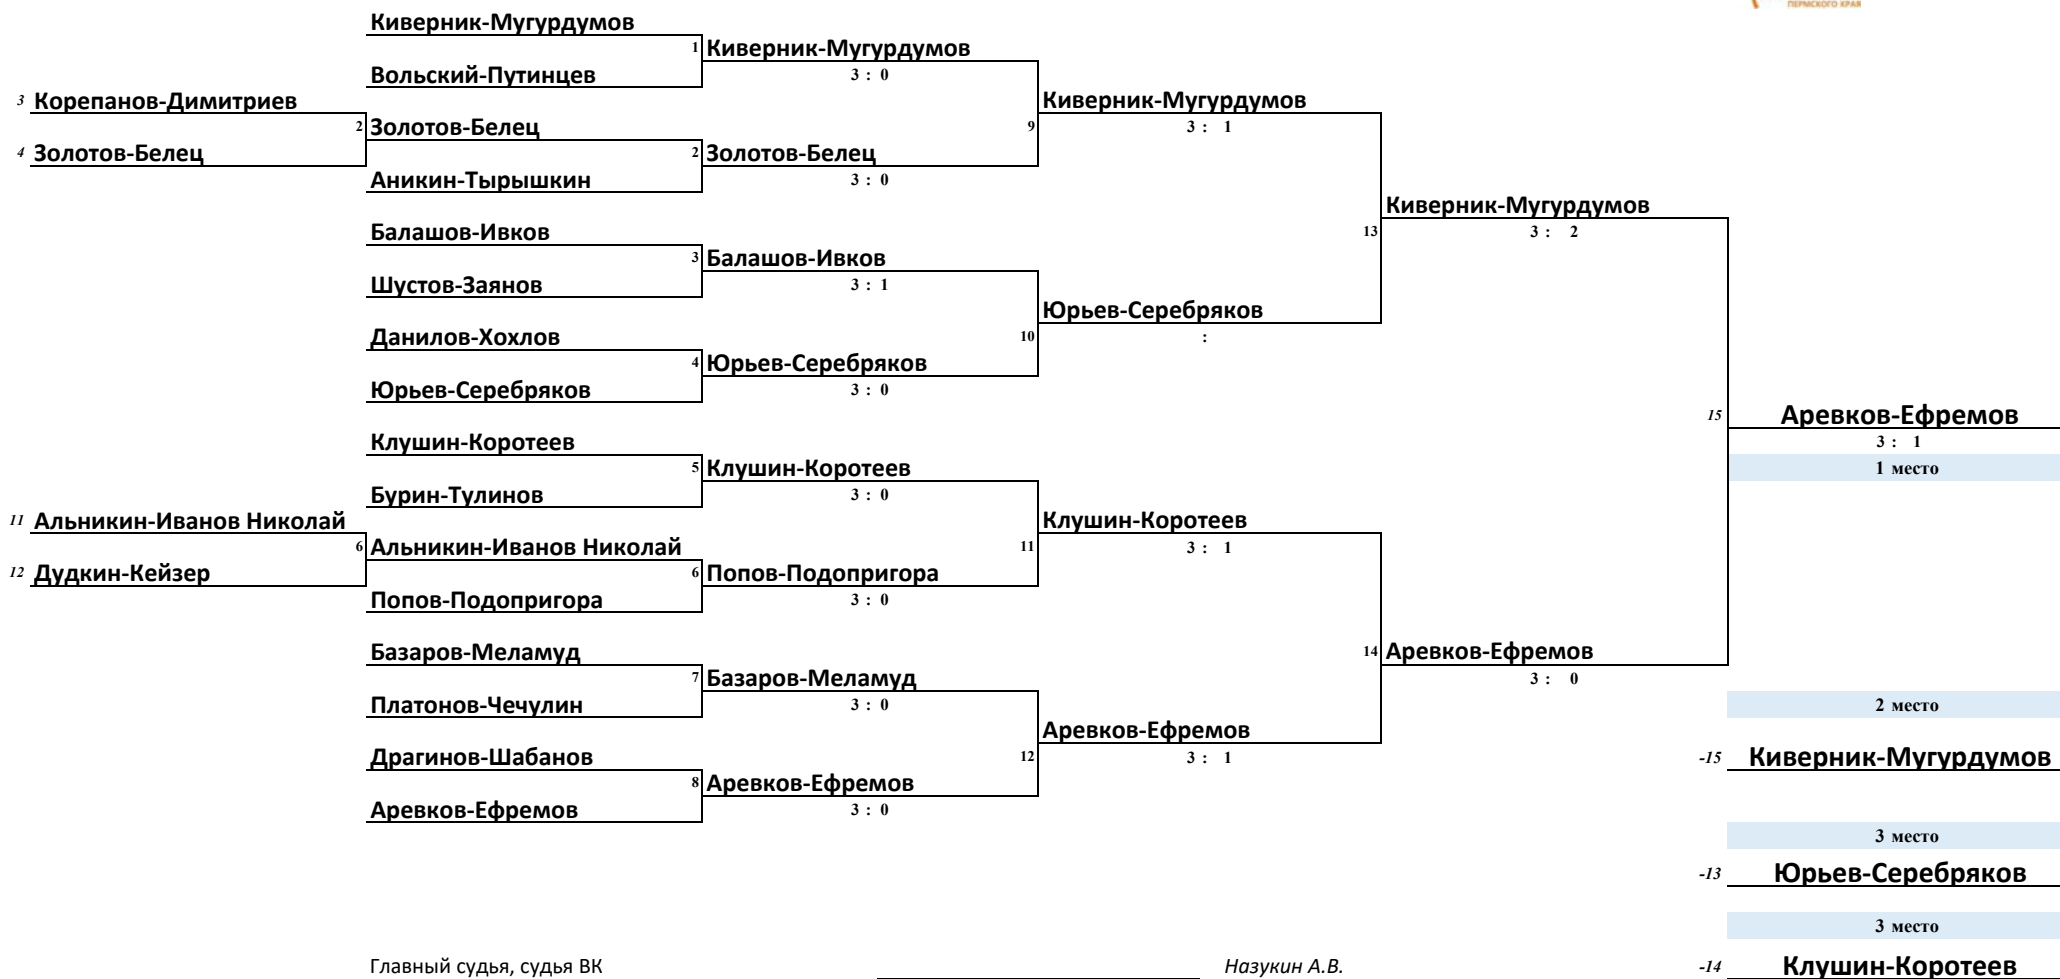 ПЕРМСКОГО КРАЯ
Киверник-Мугурдумов
1 Киверник-Мугурдумов
Вольский-Путинцев 3 : 0
3 Корепанов-Димитриев Киверник-Мугурдумов
2 Золотов-Белец 9 3 : 1
4 Золотов-Белец 2 Золотов-Белец
Аникин-Тырышкин 3 : 0
Киверник-Мугурдумов
Балашов-Ивков 13 3 : 2
3 Балашов-Ивков
Шустов-Заянов 3 : 1
Юрьев-Серебряков
Данилов-Хохлов 10 :
4 Юрьев-Серебряков
Юрьев-Серебряков 3 : 0
15 Аревков-Ефремов
Клушин-Коротеев 3 : 1
5 Клушин-Коротеев 1 место
Бурин-Тулинов 3 : 0
11 Альникин-Иванов Николай Клушин-Коротеев
6 Альникин-Иванов Николай 11 3 : 1
12 Дудкин-Кейзер 6 Попов-Подопригора
Попов-Подопригора 3 : 0
Базаров-Меламуд 14 Аревков-Ефремов
7 Базаров-Меламуд 3 : 0
Платонов-Чечулин 3 : 0 2 место
Аревков-Ефремов
Драгинов-Шабанов 12 3 : 1 -15 Киверник-Мугурдумов
8 Аревков-Ефремов
Аревков-Ефремов 3 : 0
3 место
-13 Юрьев-Серебряков
3 место
Главный судья, судья ВК Назукин А.В. -14 Клушин-Коротеев